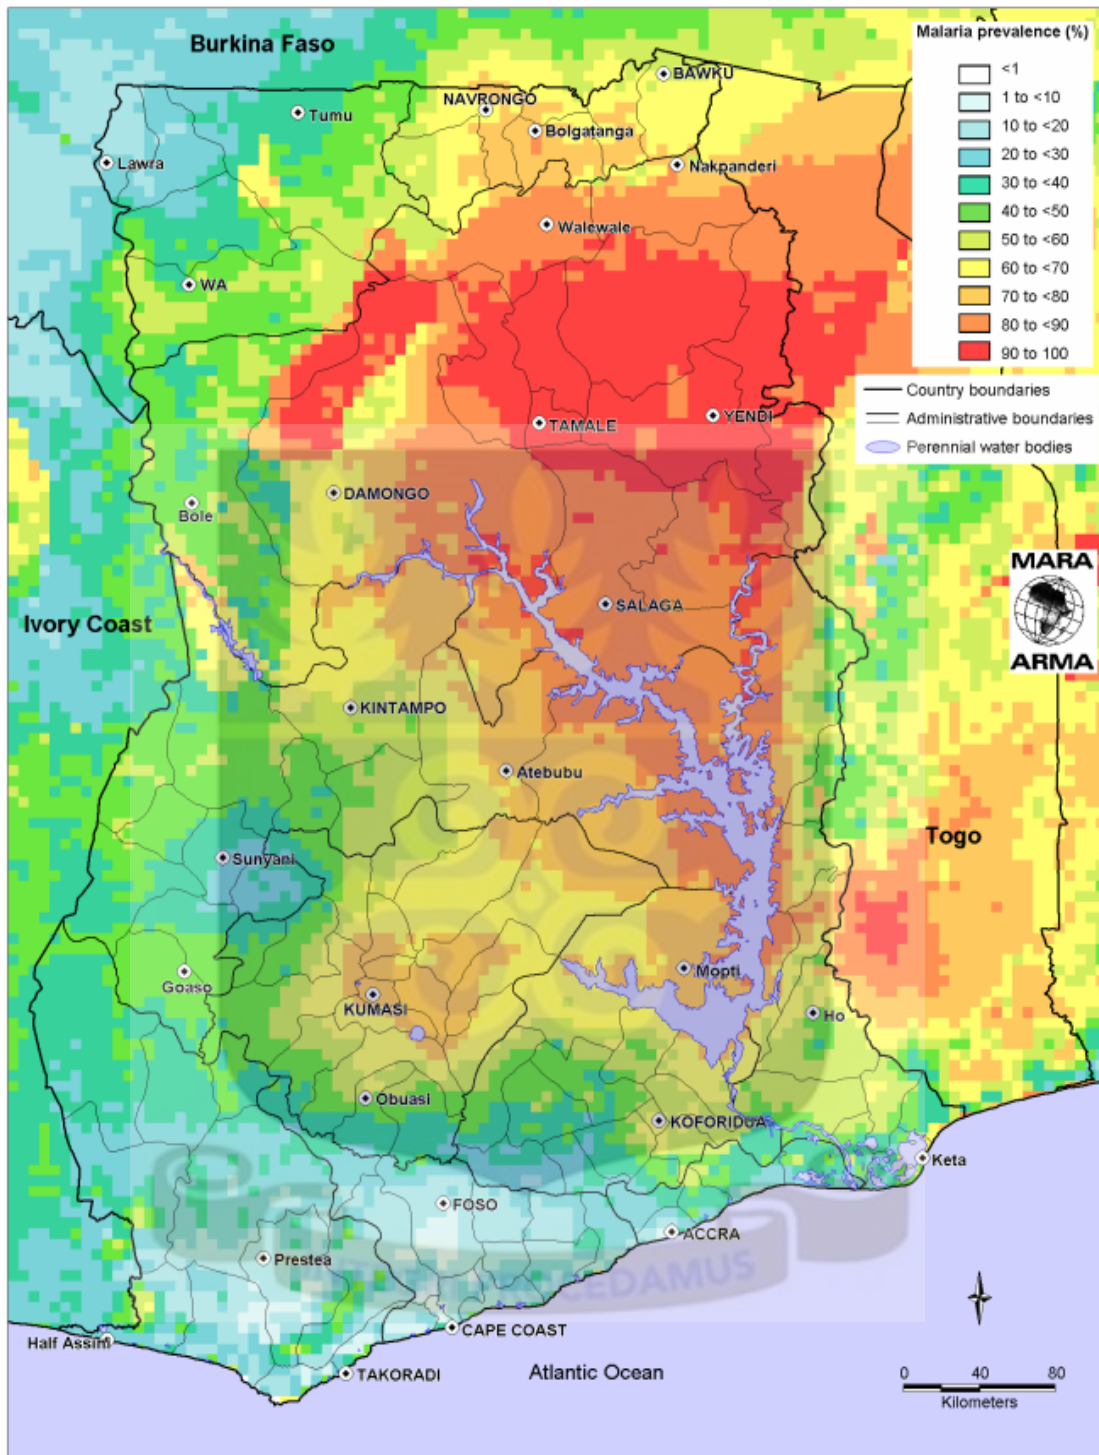 Burkina Faso
Malaria prevalence (%)
<1
1 to <10
10 to <20
20 to <30
30 to <40
40 to <50
50 to <60
60 to <70
70 to <80
80 to <90
90 to 100
Country boundaries
Administrative boundaries
Perennial water bodies
BAWKU
NAVRONGO
Tumu
Bolgatanga
Lawra
Nakpanderi
Walewale
WA
YENDI
TAMALE
DAMONGO
Bole
MARA
ARMA
SALAGA
Ivory Coast
KINTAMPO
Atebubu
Togo
Sunyani
Mopti
Goaso
KUMASI
Ho
Obuasi
KOFORIDUA
Keta
FOSO
ACCRA
Prestea
PROCEDAMUS
CAPE COAST
Half Assini
TAKORADI
Atlantic Ocean
0 40 80
Kilometers